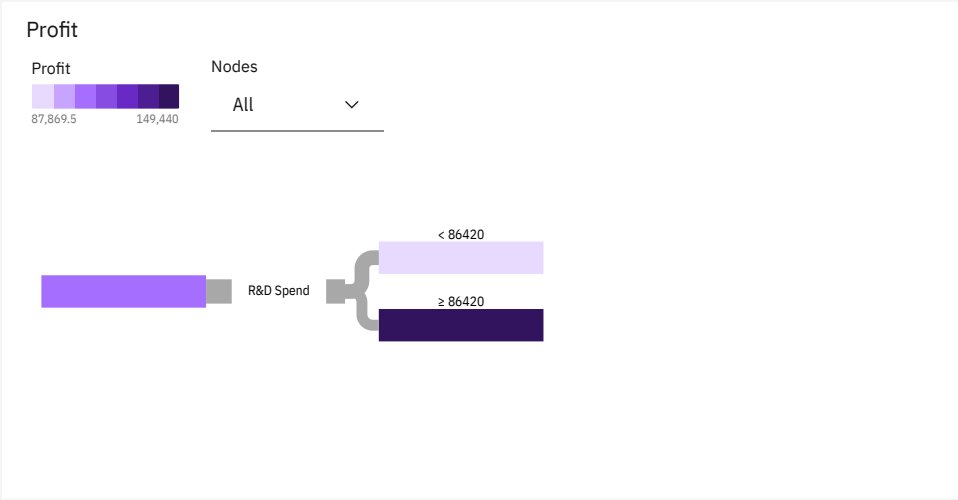 Profit
Profit
Nodes
All
87,869.5 149,440
< 86420
R&D Spend
≥ 86420